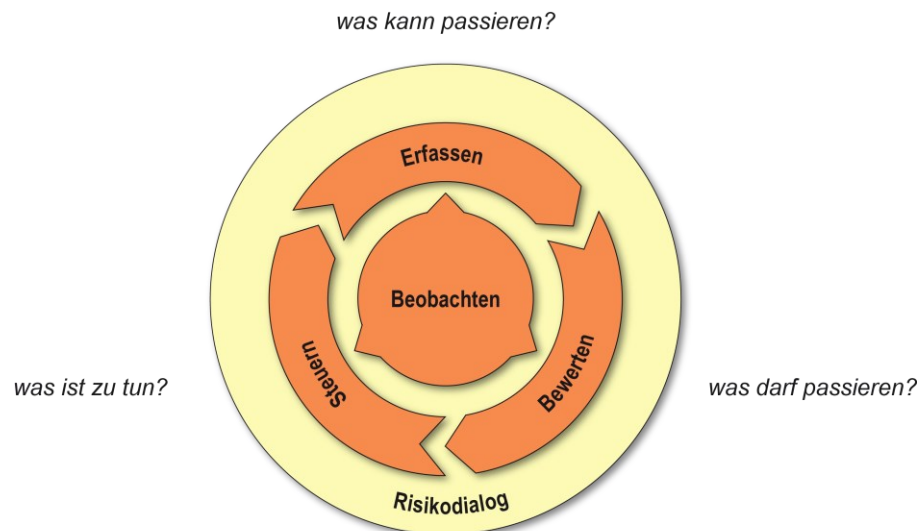 was kann passieren?
Erfassen
Beobachten
Steuern
Bewerten
was ist zu tun?
was darf passieren?
Risikodialog